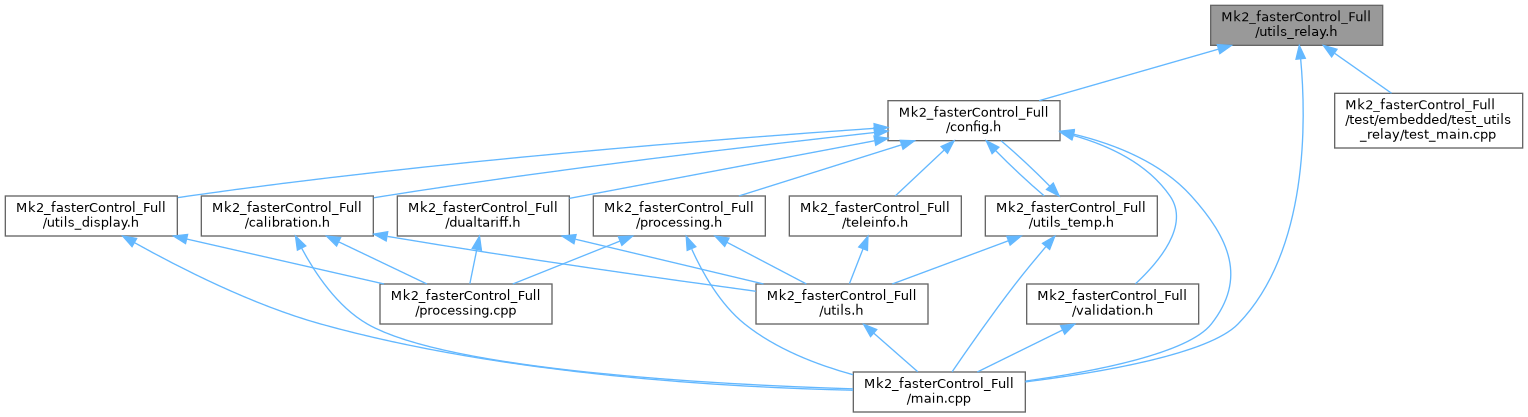 Mk2_fasterControl_Full
/utils_relay.h
Mk2_fasterControl_Full
/config.h
Mk2_fasterControl_Full
/test/embedded/test_utils
_relay/test_main.cpp
Mk2_fasterControl_Full
/utils_display.h
Mk2_fasterControl_Full
/calibration.h
Mk2_fasterControl_Full
/dualtariff.h
Mk2_fasterControl_Full
/processing.h
Mk2_fasterControl_Full
/teleinfo.h
Mk2_fasterControl_Full
/utils_temp.h
Mk2_fasterControl_Full
/processing.cpp
Mk2_fasterControl_Full
/utils.h
Mk2_fasterControl_Full
/validation.h
Mk2_fasterControl_Full
/main.cpp